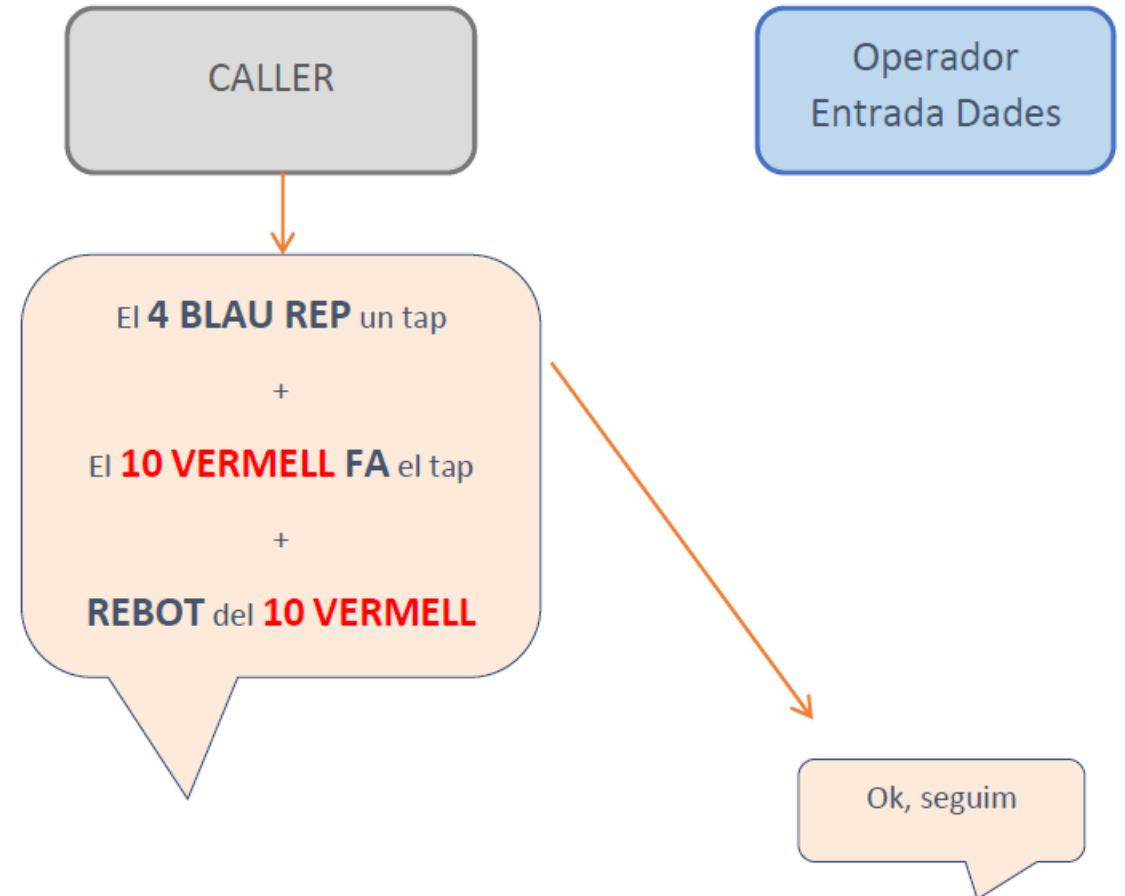 CALLER
Operador
Entrada Dades
El 4 BLAU REP un tap
+
El 10 VERMELL FA el tap
+
REBOT del 10 VERMELL
Ok, seguim